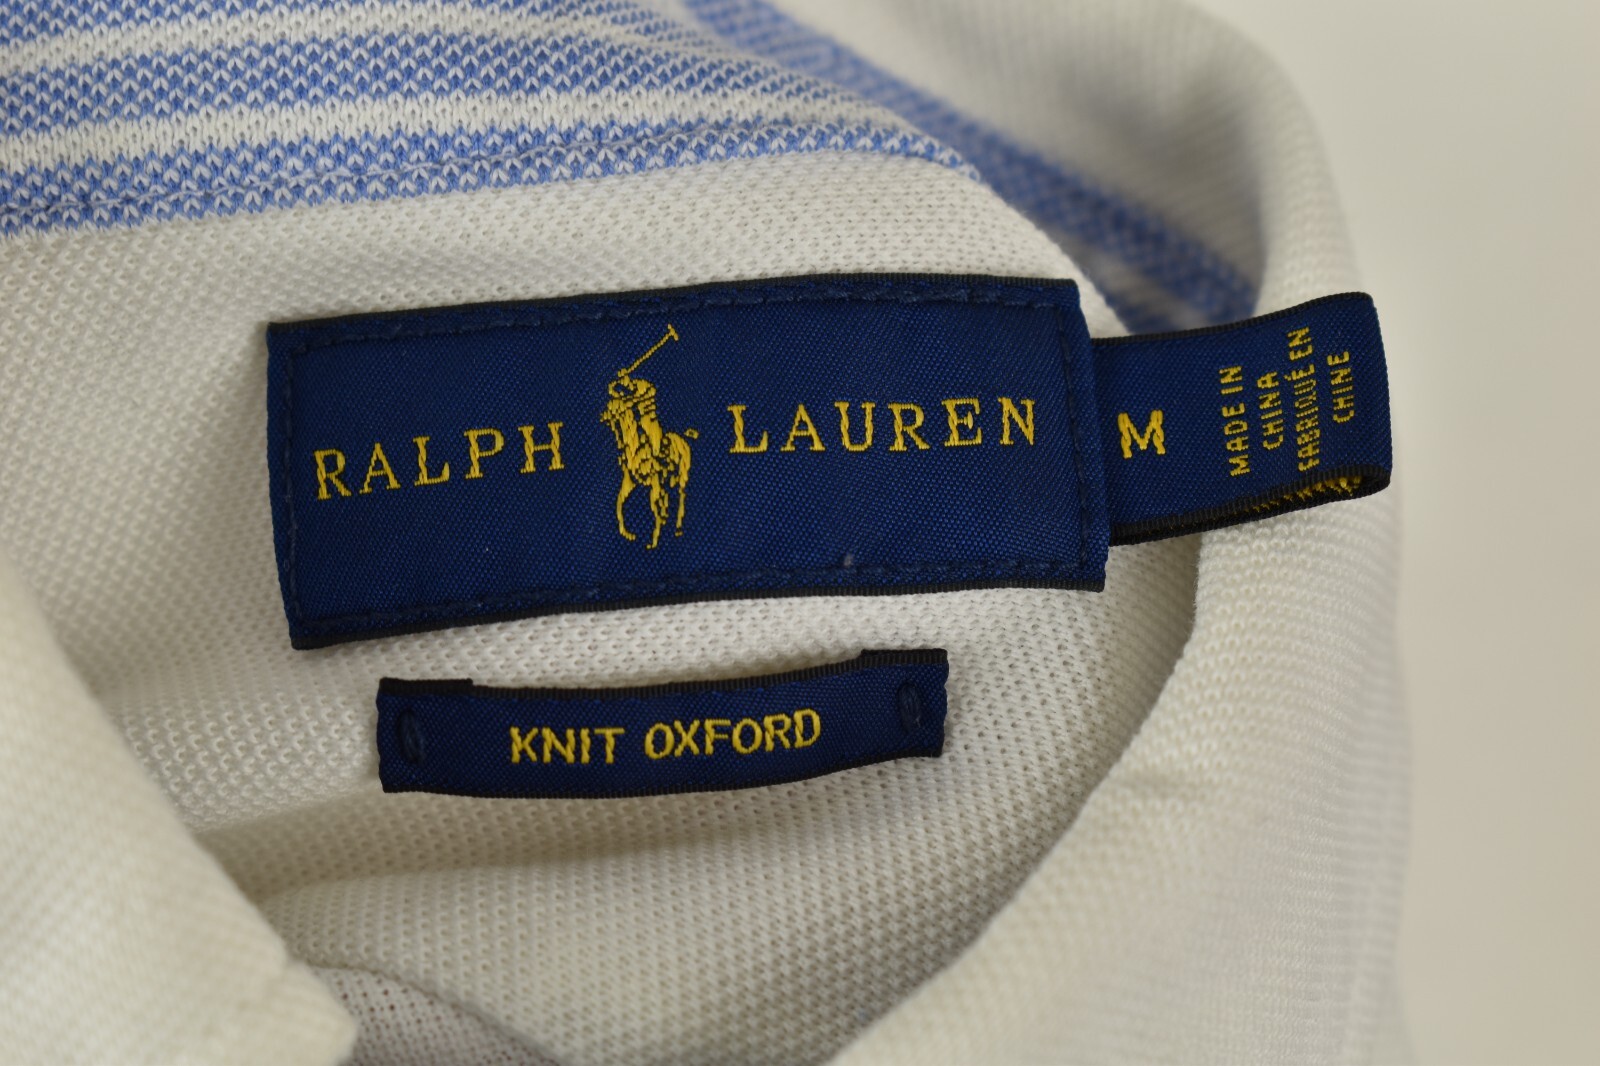 RALPH LAUREN
M
MADE IN
CHINA
FABRIQUÉ EN
CHINE
KNIT OXFORD